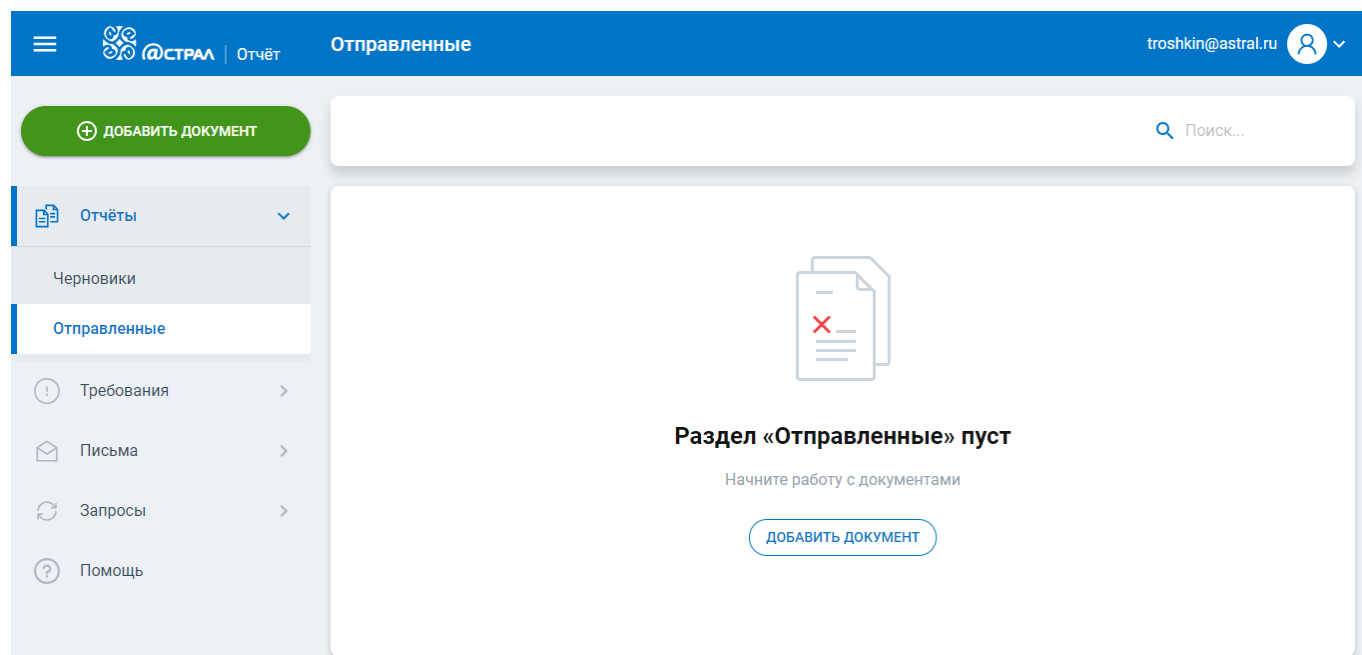 @СТРАЛ | Отчёт
Отправленные
troshkin@astral.ru
ДОБАВИТЬ ДОКУМЕНТ
Поиск...
Отчёты
Черновики
Отправленные
Требования
Письма
Запросы
Помощь
Раздел «Отправленные» пуст
Начните работу с документами
ДОБАВИТЬ ДОКУМЕНТ